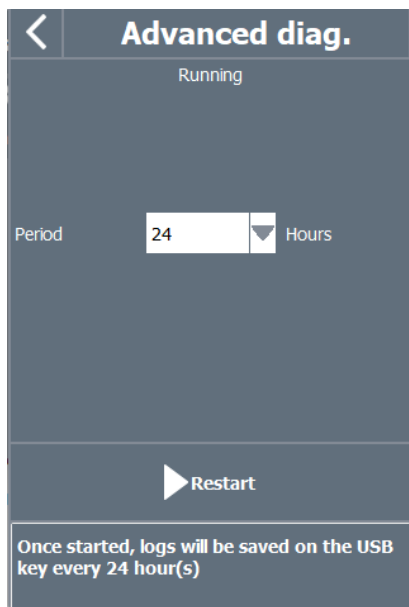 Advanced diag.
Running
Period 24 Hours
Restart
Once started, logs will be saved on the USB
key every 24 hour(s)